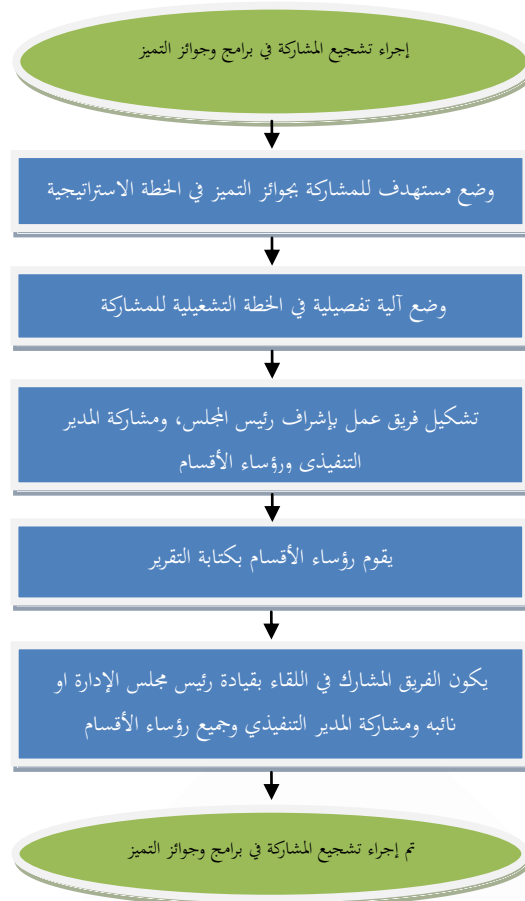 إجراء تشجيع المشاركة في برامج وجوائز التميز
وضع مستهدف للمشاركة بجوائز التميز في الخطة الاستراتيجية
وضع آلية تفصيلية في الخطة التشغيلية للمشاركة
تشكيل فريق عمل بإشراف رئيس المجلس، ومشاركة المدير
التنفيذى ورؤساء الأقسام
يقوم رؤساء الأقسام بكتابة التقرير
يكون الفريق المشارك في اللقاء بقيادة رئيس مجلس الإدارة او
نائبه ومشاركة المدير التنفيذي وجميع رؤساء الأقسام
تم إجراء تشجيع المشاركة في برامج وجوائز التميز